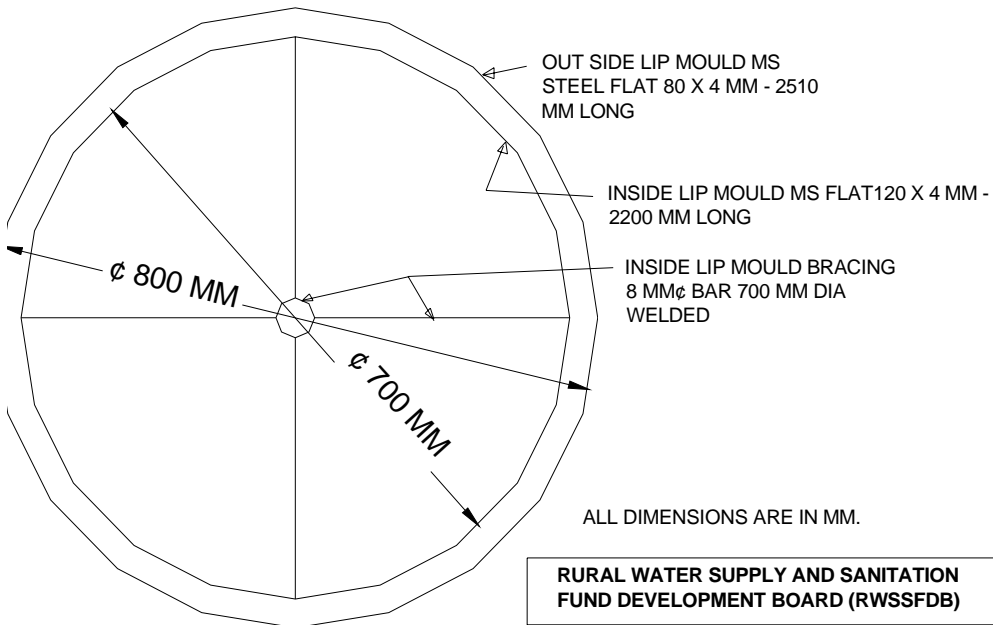 OUT SIDE LIP MOULD MS
STEEL FLAT 80 X 4 MM - 2510
MM LONG
INSIDE LIP MOULD MS FLAT120 X 4 MM -
2200 MM LONG
INSIDE LIP MOULD BRACING
8 MM¢ BAR 700 MM DIA
WELDED
¢ 800 MM
¢ 700 MM
ALL DIMENSIONS ARE IN MM.
RURAL WATER SUPPLY AND SANITATION
FUND DEVELOPMENT BOARD (RWSSFDB)